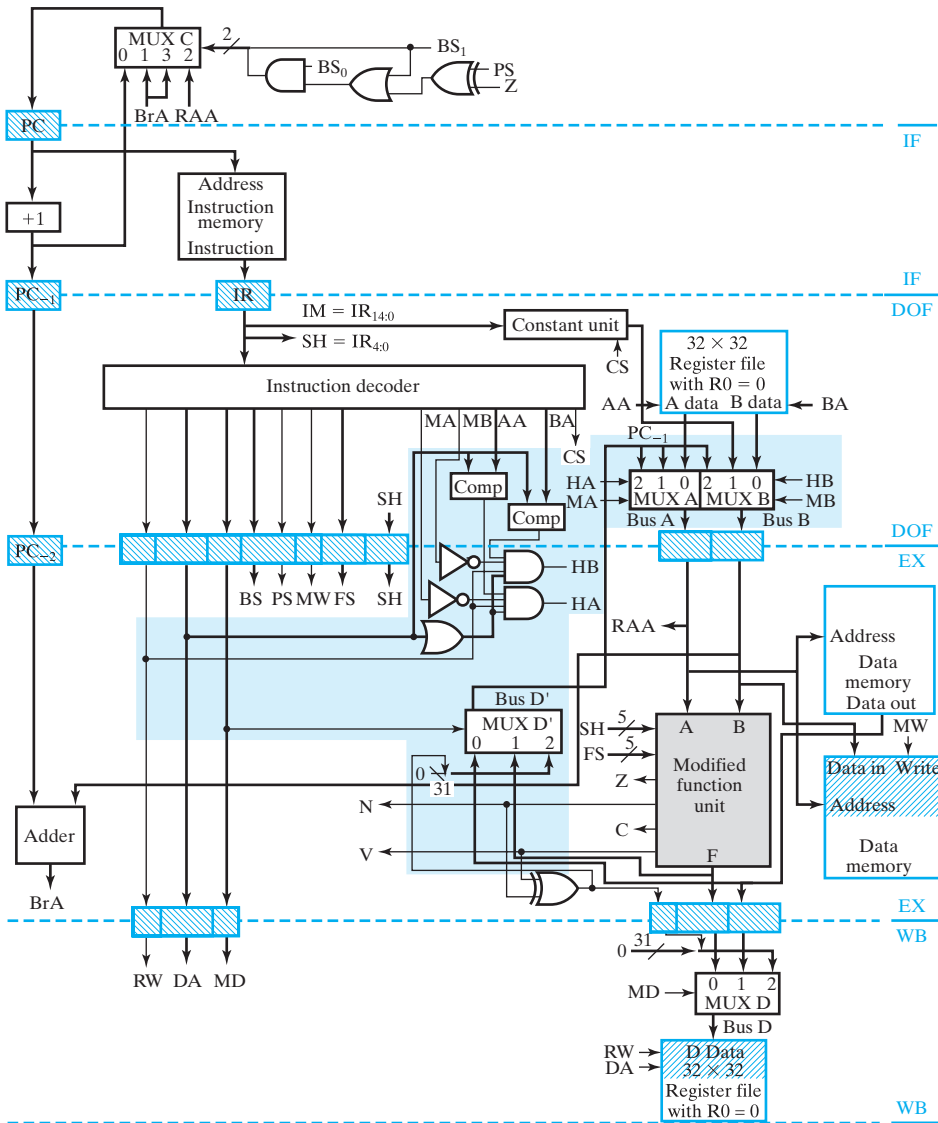 MUX C
0 1 3 2
2
BS1
BS0
PS
Z
BrA RAA
PC
IF
Address
Instruction
memory
Instruction
+1
PC–1
IR
IF
DOF
IM = IR14:0
SH = IR4:0
Constant unit
CS
32 × 32
Register file
with R0 = 0
A data B data
AA
BA
Instruction decoder
MA MB AA BA
CS
PC–1
Comp
Comp
HA
MA
2 1 0 2 1 0
MUX A MUX B
HB
MB
SH
Bus A
Bus B
DOF
PC–2
EX
HB
HA
BS PS MW FS SH
RAA
Address
Data
memory
Data out
Bus D'
MUX D'
0 1 2
SH 5
FS 5
A B
Modified
function
unit
F
MW
Data in Write
Address
Data
memory
0
31
Z
N
C
V
Adder
BrA
EX
WB
RW DA MD
0 31
MD
0 1 2
MUX D
Bus D
RW
DA
D Data
32 × 32
Register file
with R0 = 0
WB